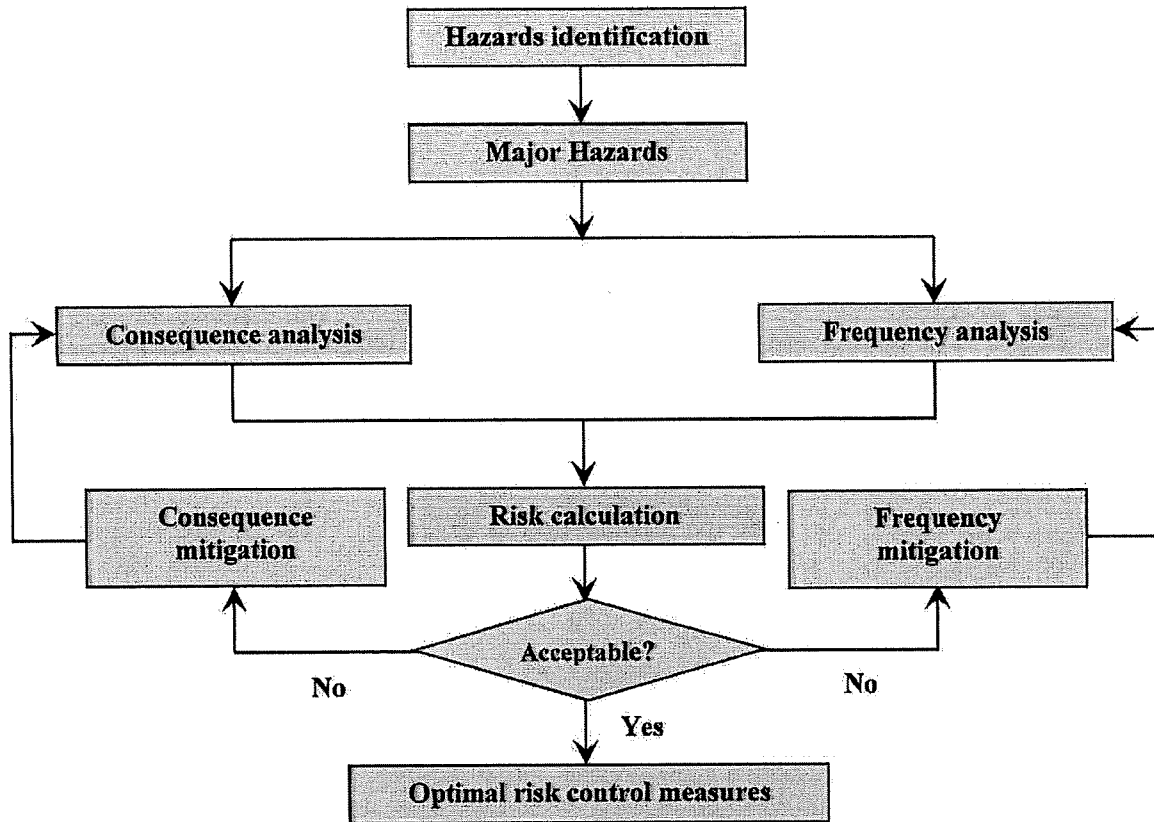 Hazards identification
Major Hazards
Consequence analysis
Frequency analysis
Consequence
mitigation
Risk calculation
Frequency
mitigation
Acceptable?
No
No
Yes
Optimal risk control measures